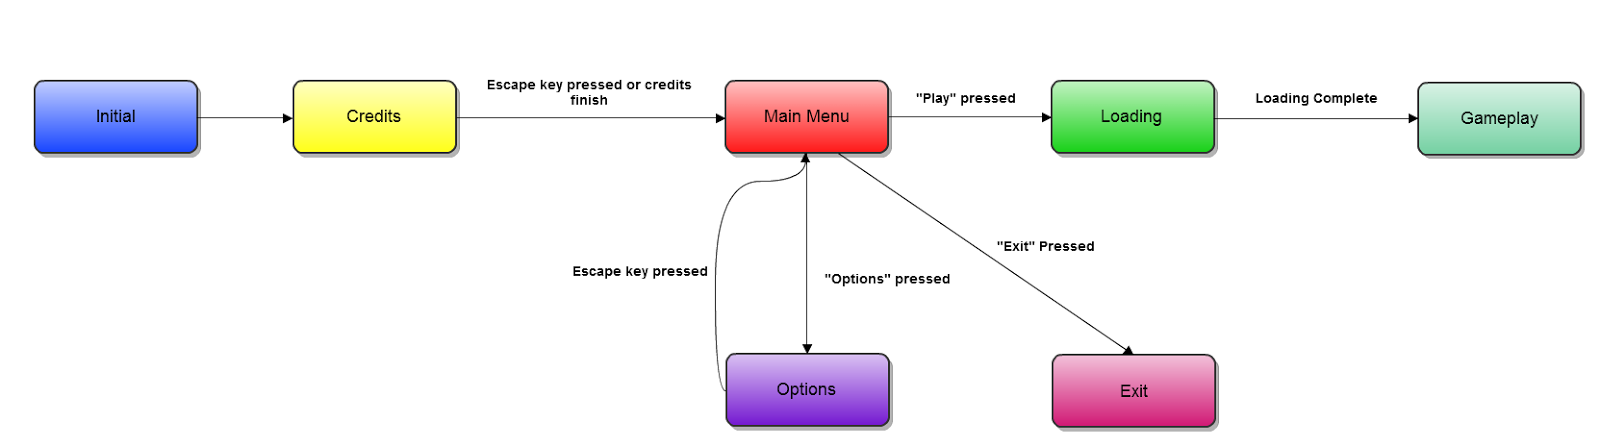 Escape key pressed or credits
finish
"Play" pressed
Loading Complete
Initial
Credits
Main Menu
Loading
Gameplay
"Exit" Pressed
Escape key pressed
"Options" pressed
Options
Exit